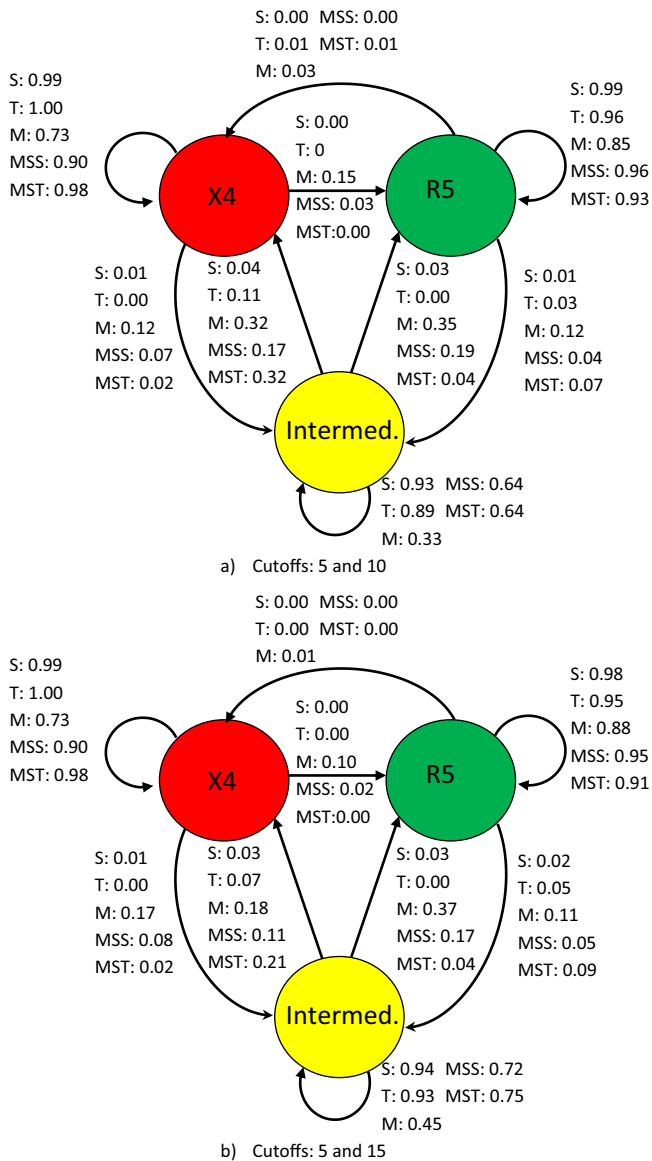 S: 0.00 MSS: 0.00
T: 0.01 MST: 0.01
M: 0.03
S: 0.99
T: 1.00
M: 0.73
MSS: 0.90
MST: 0.98
S: 0.00
T: 0
M: 0.15
MSS: 0.03
MST:0.00
S: 0.99
T: 0.96
M: 0.85
MSS: 0.96
MST: 0.93
X4
R5
S: 0.01
T: 0.00
M: 0.12
MSS: 0.07
MST: 0.02
S: 0.04
T: 0.11
M: 0.32
MSS: 0.17
MST: 0.32
S: 0.03
T: 0.00
M: 0.35
MSS: 0.19
MST: 0.04
S: 0.01
T: 0.03
M: 0.12
MSS: 0.04
MST: 0.07
Intermed.
S: 0.93 MSS: 0.64
T: 0.89 MST: 0.64
M: 0.33
a) Cutoffs: 5 and 10
S: 0.00 MSS: 0.00
T: 0.00 MST: 0.00
M: 0.01
S: 0.99
T: 1.00
M: 0.73
MSS: 0.90
MST: 0.98
S: 0.00
T: 0.00
M: 0.10
MSS: 0.02
MST:0.00
S: 0.98
T: 0.95
M: 0.88
MSS: 0.95
MST: 0.91
X4
R5
S: 0.01
T: 0.00
M: 0.17
MSS: 0.08
MST: 0.02
S: 0.03
T: 0.07
M: 0.18
MSS: 0.11
MST: 0.21
S: 0.03
T: 0.00
M: 0.37
MSS: 0.17
MST: 0.04
S: 0.02
T: 0.05
M: 0.11
MSS: 0.05
MST: 0.09
Intermed.
S: 0.94 MSS: 0.72
T: 0.93 MST: 0.75
M: 0.45
b) Cutoffs: 5 and 15